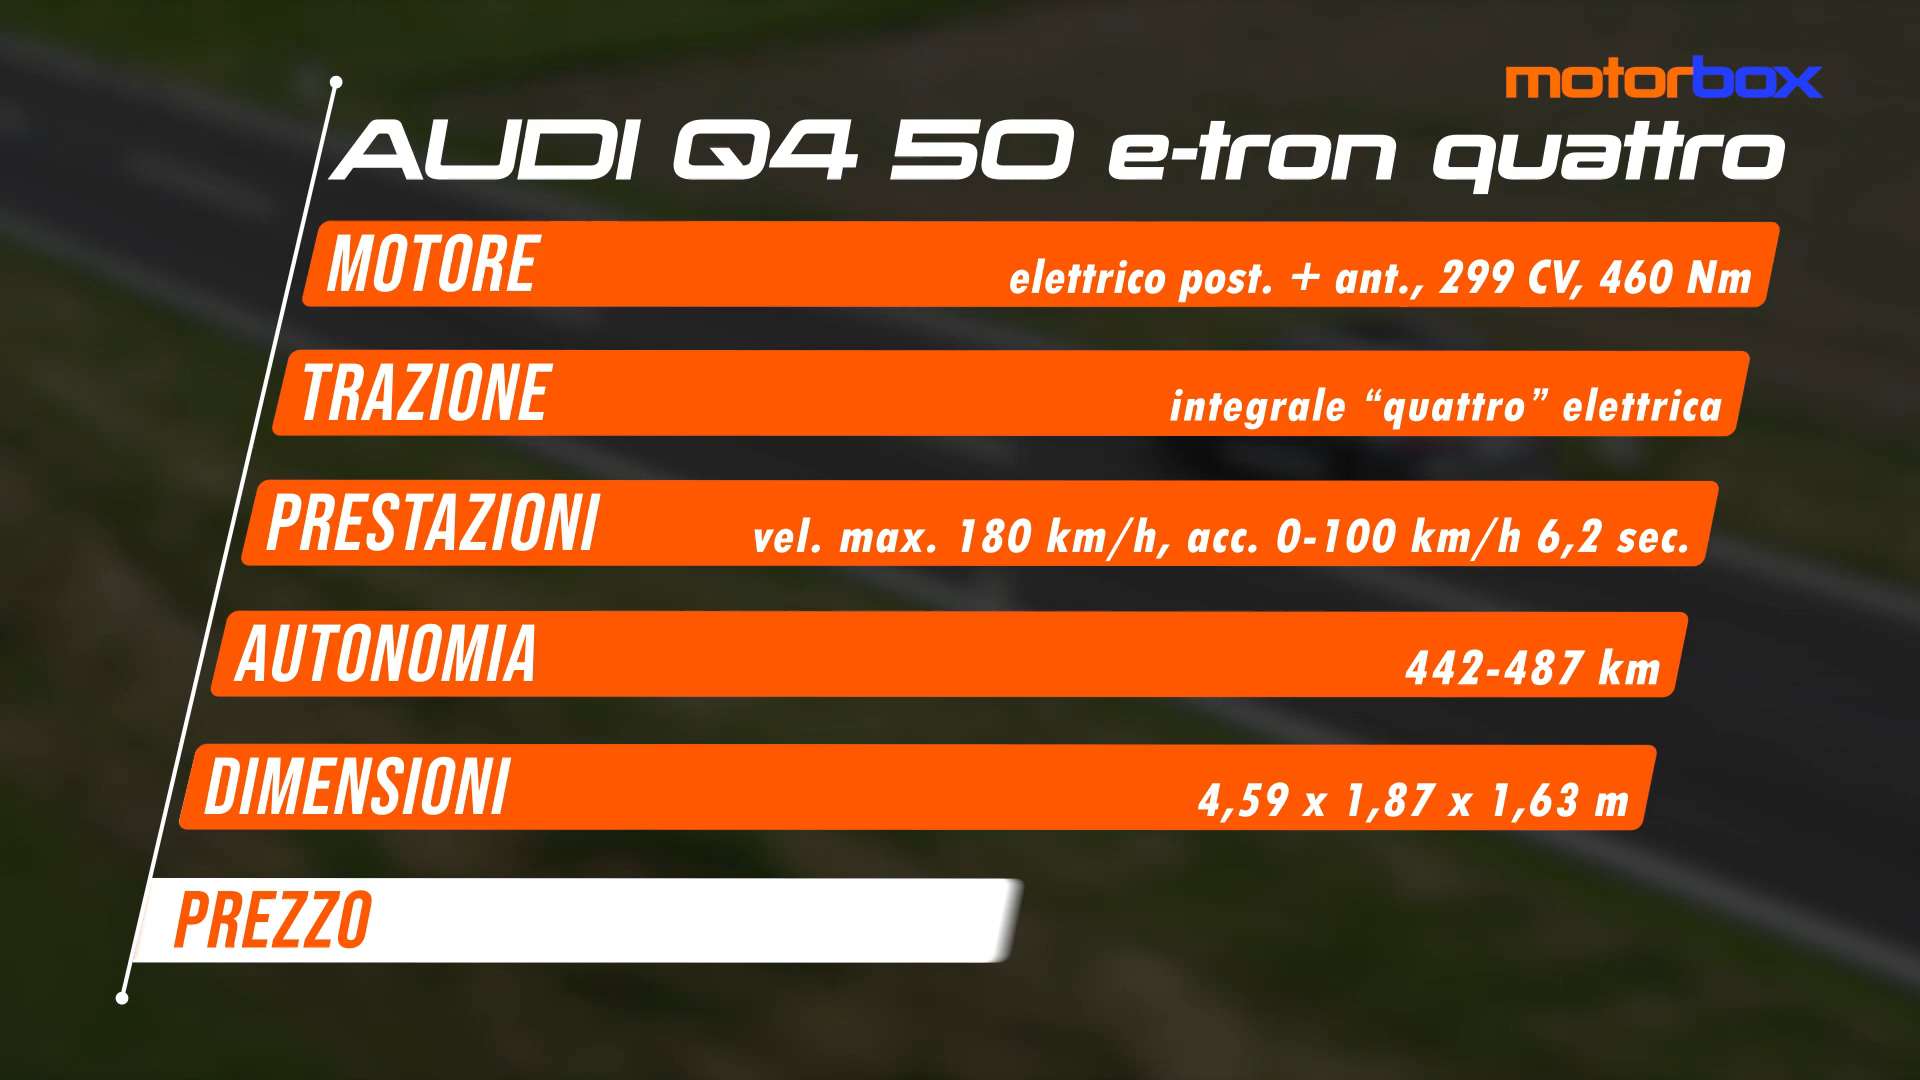 motorbox
AUDI Q4 50 e-tron quattro
MOTORE elettrico post. + ant., 299 CV, 460 Nm
TRAZIONE integrale “quattro” elettrica
PRESTAZIONI vel. max. 180 km/h, acc. 0-100 km/h 6,2 sec.
AUTONOMIA 442-487 km
DIMENSIONI 4,59 x 1,87 x 1,63 m
PREZZO